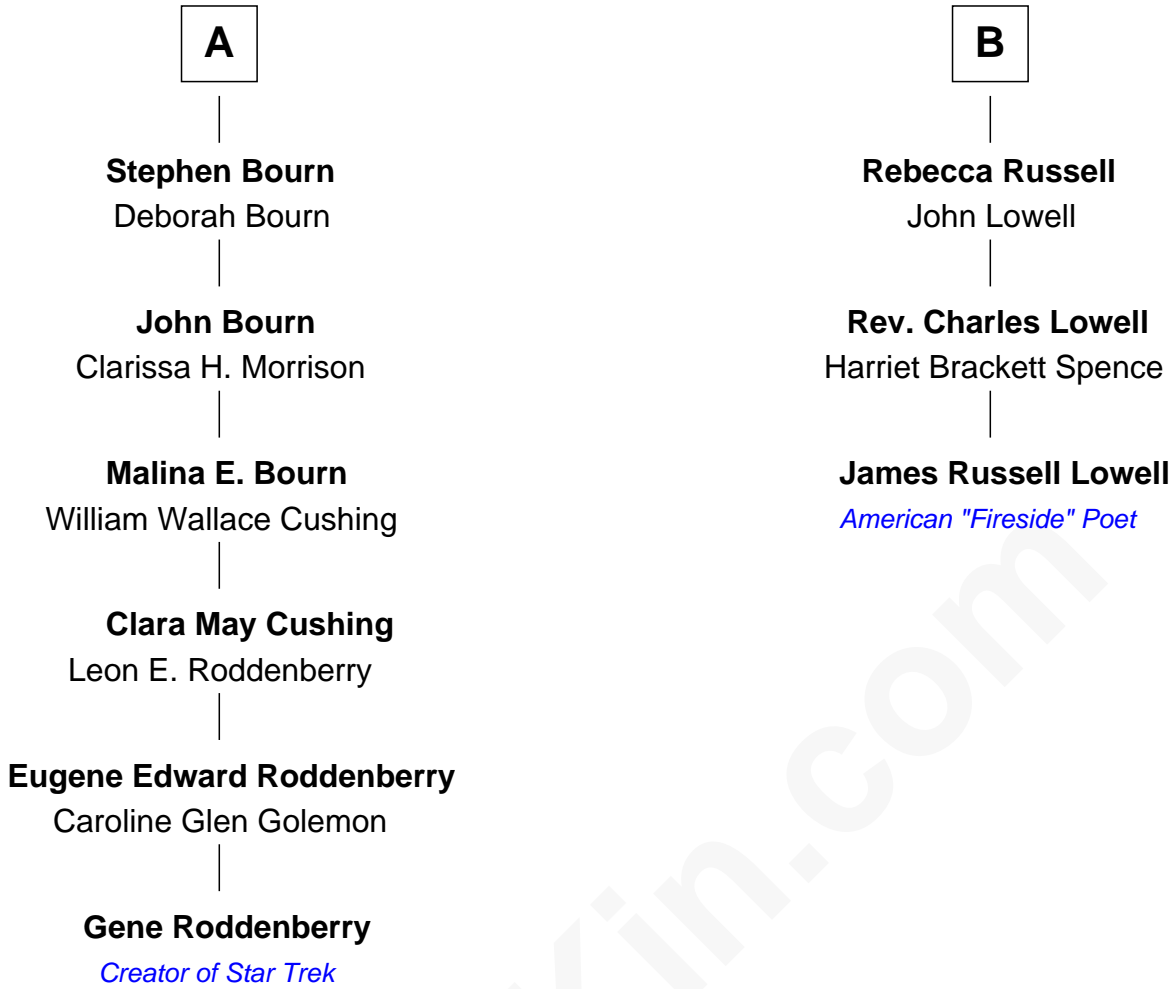 A
Stephen Bourn
Deborah Bourn
John Bourn
Clarissa H. Morrison
Malina E. Bourn
William Wallace Cushing
Clara May Cushing
Leon E. Roddenberry
Eugene Edward Roddenberry
Caroline Glen Golemon
Gene Roddenberry
Creator of Star Trek
B
Rebecca Russell
John Lowell
Rev. Charles Lowell
Harriet Brackett Spence
James Russell Lowell
American "Fireside" Poet
Kin.com